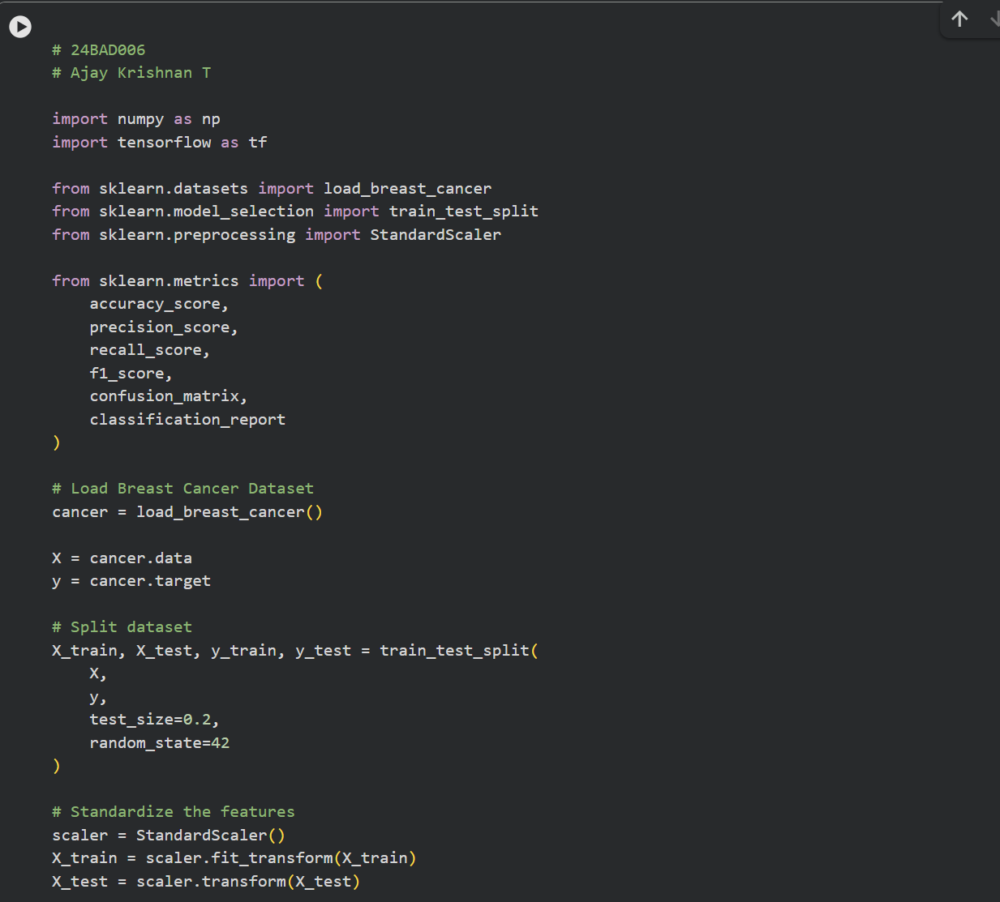 # 24BAD006
# Ajay Krishnan T
import numpy as np
import tensorflow as tf
from sklearn.datasets import load_breast_cancer
from sklearn.model_selection import train_test_split
from sklearn.preprocessing import StandardScaler
from sklearn.metrics import (
    accuracy_score,
    precision_score,
    recall_score,
    f1_score,
    confusion_matrix,
    classification_report
)
# Load Breast Cancer Dataset
cancer = load_breast_cancer()
X = cancer.data
y = cancer.target
# Split dataset
X_train, X_test, y_train, y_test = train_test_split(
    X,
    y,
    test_size=0.2,
    random_state=42
)
# Standardize the features
scaler = StandardScaler()
X_train = scaler.fit_transform(X_train)
X_test = scaler.transform(X_test)